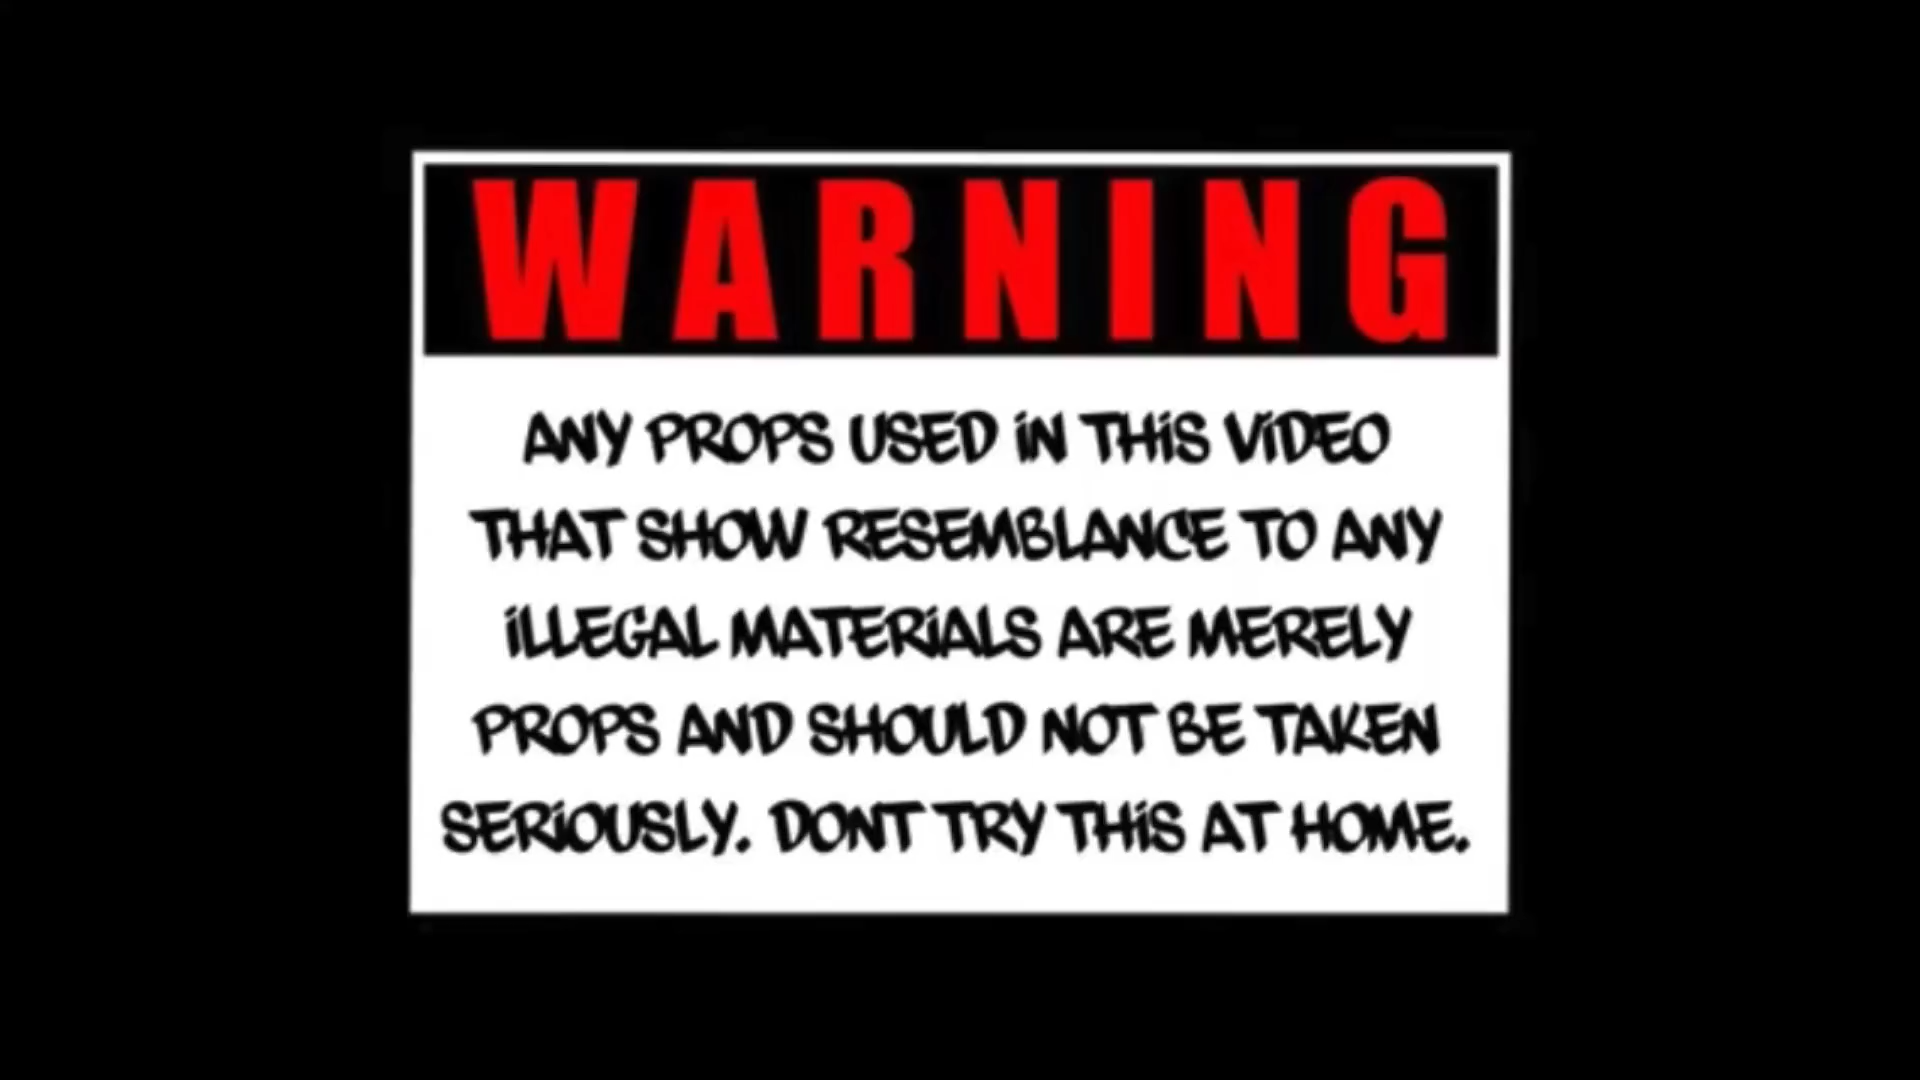 WARNING
ANY PROPS USED iN THiS ViDEO
THAT SHOW RESEMBLANCE TO ANY
iLLEGAL MATERiALS ARE MERELY
PROPS AND SHOULD NOT BE TAKEN
SERiOUSLY. DONT TRY THiS AT HOME.